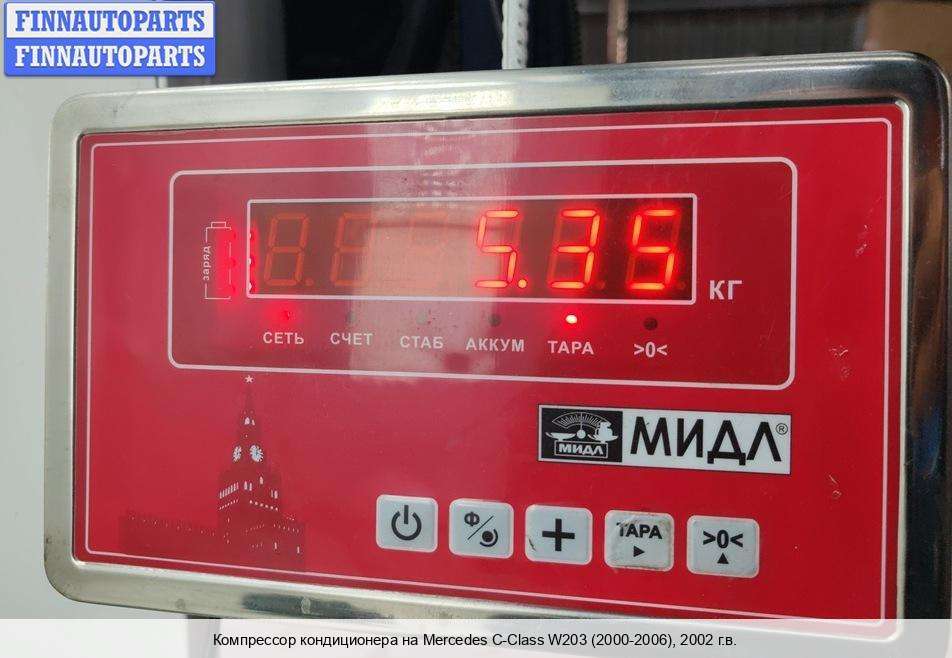 FINNAUTOPARTS
FINNAUTOPARTS
заряд
5.35
КГ
СЕТЬ СЧЕТ СТАБ АККУМ ТАРА >0<
МИДЛ МИДЛ®
Ф ТАРА >0<
Компрессор кондиционера на Mercedes C-Class W203 (2000-2006), 2002 г.в.